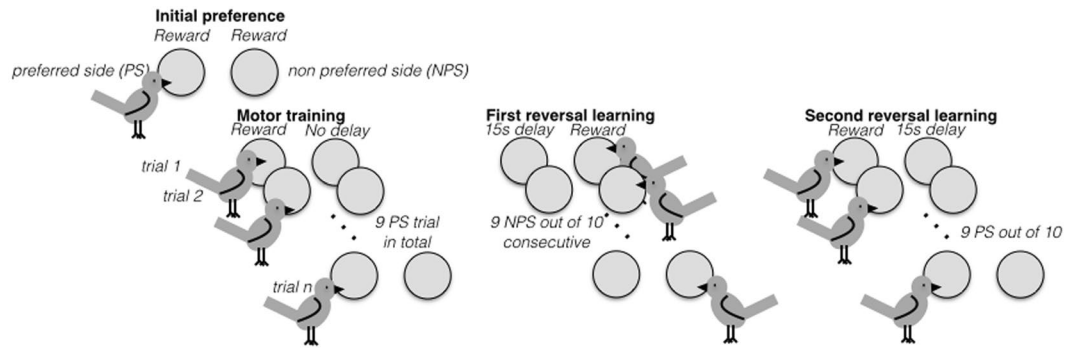 Initial preference
Reward Reward
preferred side (PS) non preferred side (NPS)
Motor training
Reward No delay
trial 1
trial 2
9 PS trial
in total
trial n
First reversal learning
15s delay Reward
9 NPS out of 10
consecutive
Second reversal learning
Reward 15s delay
9 PS out of 10